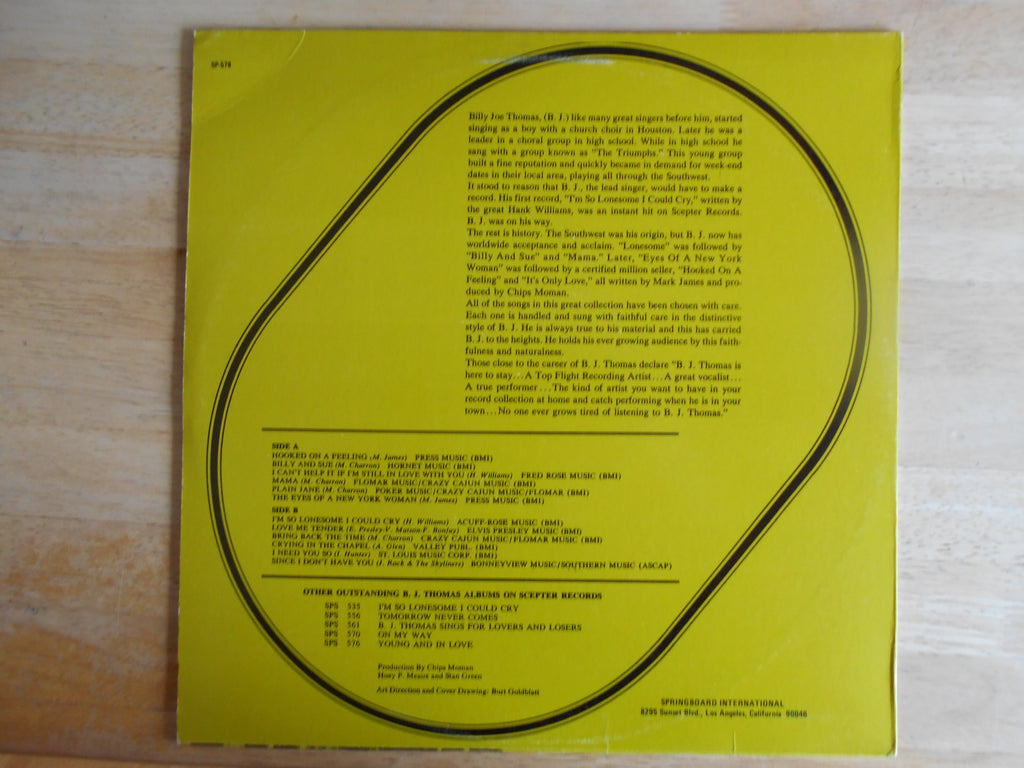 SP-578
Billy Joe Thomas, (B. J.) like many great singers before him, started
singing as a boy with a church choir in Houston. Later he was a
leader in a choral group in high school. While in high school he
sang with a group known as "The Triumphs." This young group
built a fine reputation and quickly became in demand for week-end
dates in their local area, playing all through the Southwest.
It stood to reason that B. J., the lead singer, would have to make a
record. His first record, "I'm So Lonesome I Could Cry," written by
the great Hank Williams, was an instant hit on Scepter Records.
B. J. was on his way.
The rest is history. The Southwest was his origin, but B. J. now has
worldwide acceptance and acclaim. "Lonesome" was followed by
"Billy And Sue" and "Mama." Later, "Eyes Of A New York
Woman" was followed by a certified million seller, "Hooked On A
Feeling" and "It's Only Love," all written by Mark James and pro-
duced by Chips Moman.
All of the songs in this great collection have been chosen with care.
Each one is handled and sung with faithful care in the distinctive
style of B. J. He is always true to his material and this has carried
B. J. to the heights. He holds his ever growing audience by this faith-
fulness and naturalness.
Those close to the career of B. J. Thomas declare "B. J. Thomas is
here to stay...A Top Flight Recording Artist...A great vocalist...
A true performer...The kind of artist you want to have in your
record collection at home and catch performing when he is in your
town...No one ever grows tired of listening to B. J. Thomas."
SIDE A
HOOKED ON A FEELING (M. James) PRESS MUSIC (BMI)
BILLY AND SUE (M. Charron) HORNET MUSIC (BMI)
I CAN'T HELP IT IF I'M STILL IN LOVE WITH YOU (H. Williams) FRED ROSE MUSIC (BMI)
MAMA (M. Charron) FLOMAR MUSIC/CRAZY CAJUN MUSIC (BMI)
PLAIN JANE (M. Charron) POKER MUSIC/CRAZY CAJUN MUSIC/FLOMAR (BMI)
THE EYES OF A NEW YORK WOMAN (M. James) PRESS MUSIC (BMI)
SIDE B
I'M SO LONESOME I COULD CRY (H. Williams) ACUFF-ROSE MUSIC (BMI)
LOVE ME TENDER (E. Presley-V. Matson-F. Bonfay) ELVIS PRESLEY MUSIC (BMI)
BRING BACK THE TIME (M. Charron) CRAZY CAJUN MUSIC/FLOMAR MUSIC (BMI)
CRYING IN THE CHAPEL (A. Glen) VALLEY PUBL. (BMI)
I NEED YOU SO (I. Hunter) ST. LOUIS MUSIC CORP. (BMI)
SINCE I DON'T HAVE YOU (J. Rock & The Skyliners) BONNEYVIEW MUSIC/SOUTHERN MUSIC (ASCAP)
OTHER OUTSTANDING B. J. THOMAS ALBUMS ON SCEPTER RECORDS
SPS 535 I'M SO LONESOME I COULD CRY
SPS 556 TOMORROW NEVER COMES
SPS 561 B. J. THOMAS SINGS FOR LOVERS AND LOSERS
SPS 570 ON MY WAY
SPS 576 YOUNG AND IN LOVE
Production By Chips Moman
Huey P. Meaux and Stan Green
Art Direction and Cover Drawing: Burt Goldblatt
SPRINGBOARD INTERNATIONAL
8295 Sunset Blvd., Los Angeles, California 90046